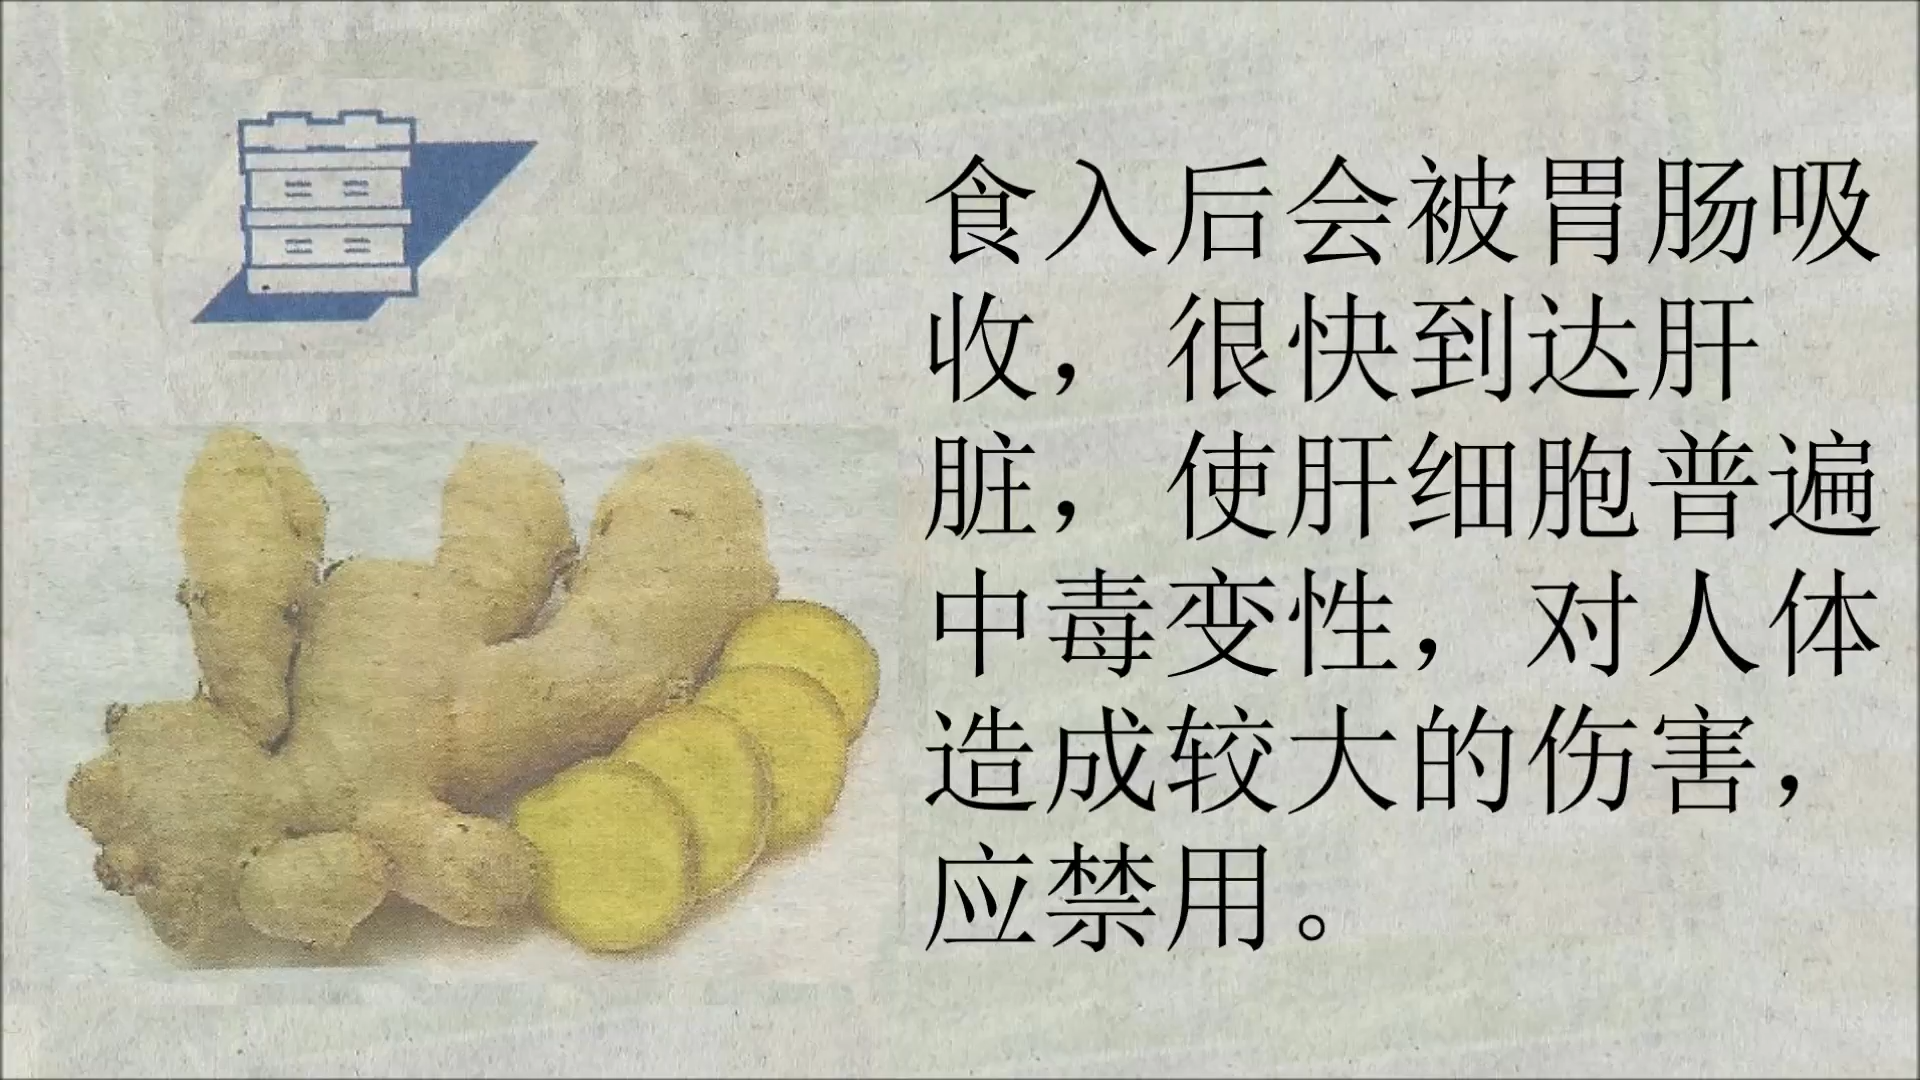 食入后会被胃肠吸
收，很快到达肝
脏，使肝细胞普遍
中毒变性，对人体
造成较大的伤害，
应禁用。